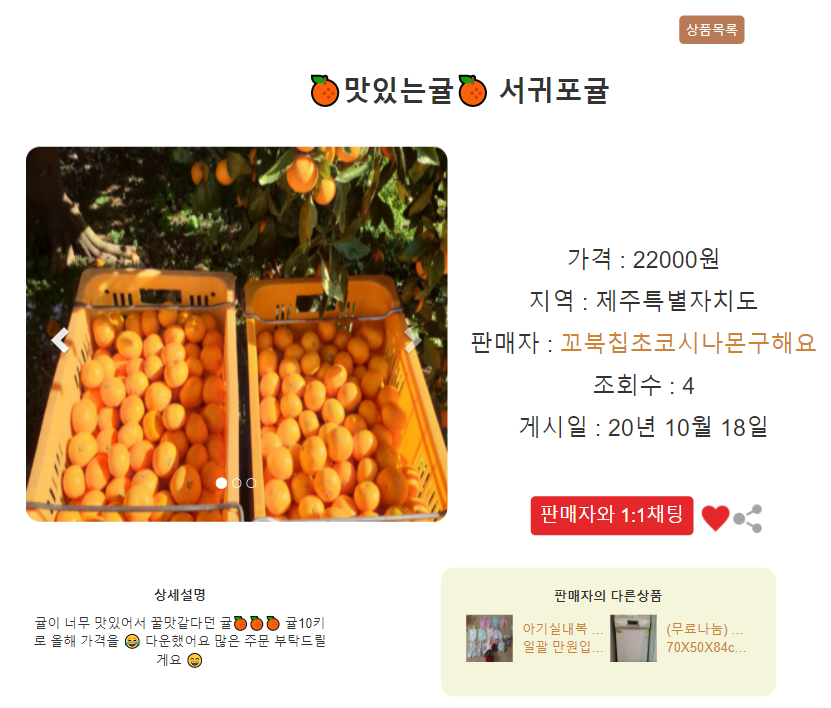 상품목록
🍊맛있는귤🍊 서귀포귤
가격 : 22000원
지역 : 제주특별자치도
판매자 : 꼬북칩초코시나몬구해요
조회수 : 4
게시일 : 20년 10월 18일
판매자와 1:1채팅
상세설명
귤이 너무 맛있어서 꿀맛같다던 귤🍊🍊🍊 귤10키
로 올해 가격을 😂 다운했어요 많은 주문 부탁드릴
게요 😄
판매자의 다른상품
아기실내복 ...
일괄 만원입...
(무료나눔) ...
70X50X84c...